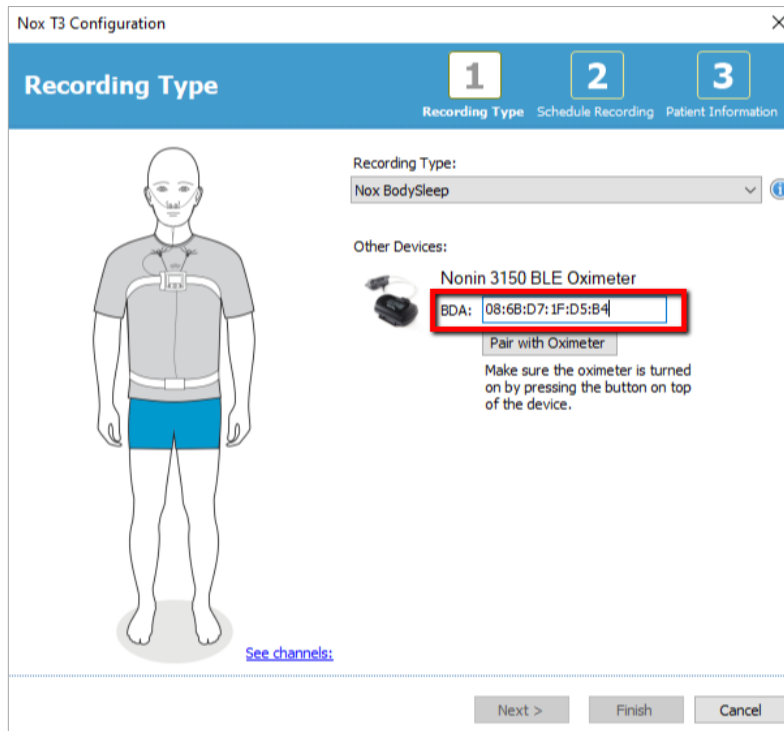 Nox T3 Configuration
Recording Type
1
Recording Type
2
Schedule Recording
3
Patient Information
Recording Type:
Nox BodySleep
Other Devices:
Nonin 3150 BLE Oximeter
BDA: 08:6B:D7:1F:D5:B4
Pair with Oximeter
Make sure the oximeter is turned
on by pressing the button on top
of the device.
See channels:
Next >
Finish
Cancel